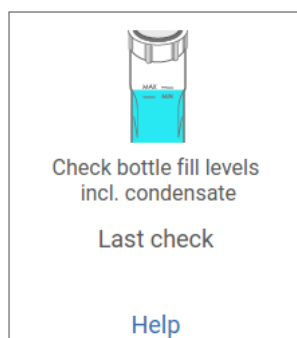 MAX
MIN
Check bottle fill levels
incl. condensate
Last check
Help